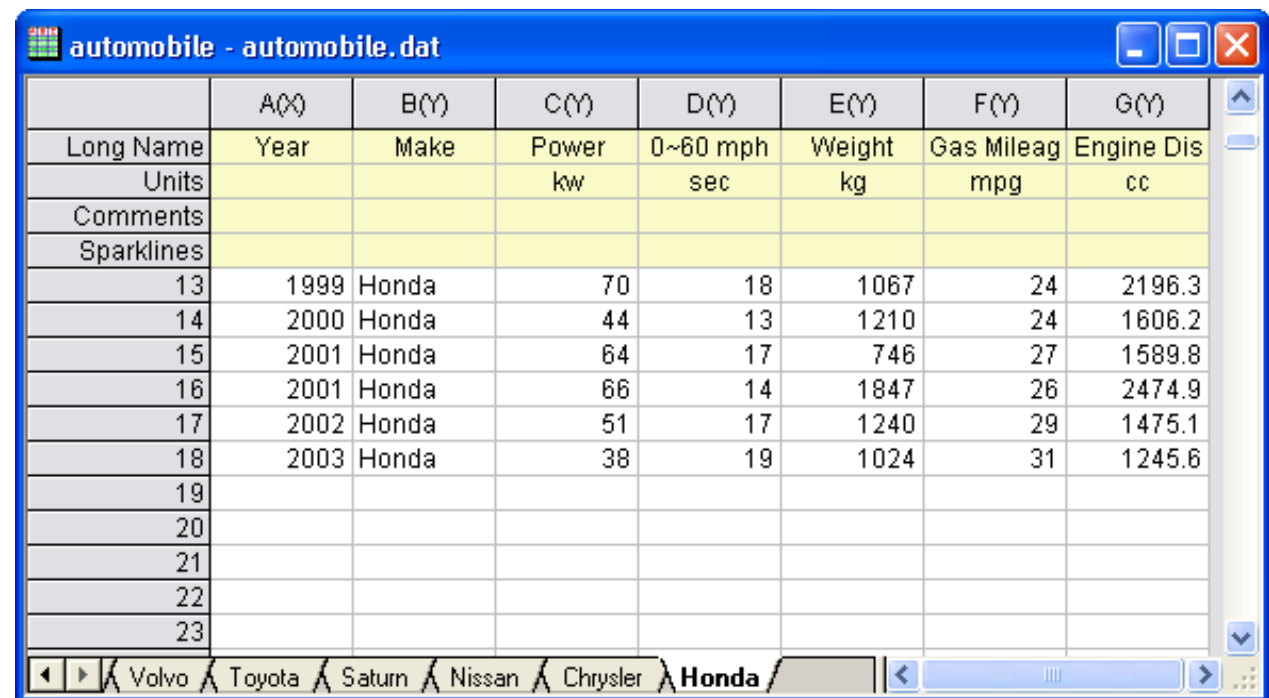 automobile - automobile.dat
A(X) B(Y) C(Y) D(Y) E(Y) F(Y) G(Y)
Long Name Year Make Power 0~60 mph Weight Gas Mileag Engine Dis
Units kw sec kg mpg cc
Comments
Sparklines
13 1999 Honda 70 18 1067 24 2196.3
14 2000 Honda 44 13 1210 24 1606.2
15 2001 Honda 64 17 746 27 1589.8
16 2001 Honda 66 14 1847 26 2474.9
17 2002 Honda 51 17 1240 29 1475.1
18 2003 Honda 38 19 1024 31 1245.6
19
20
21
22
23
Volvo Toyota Saturn Nissan Chrysler Honda